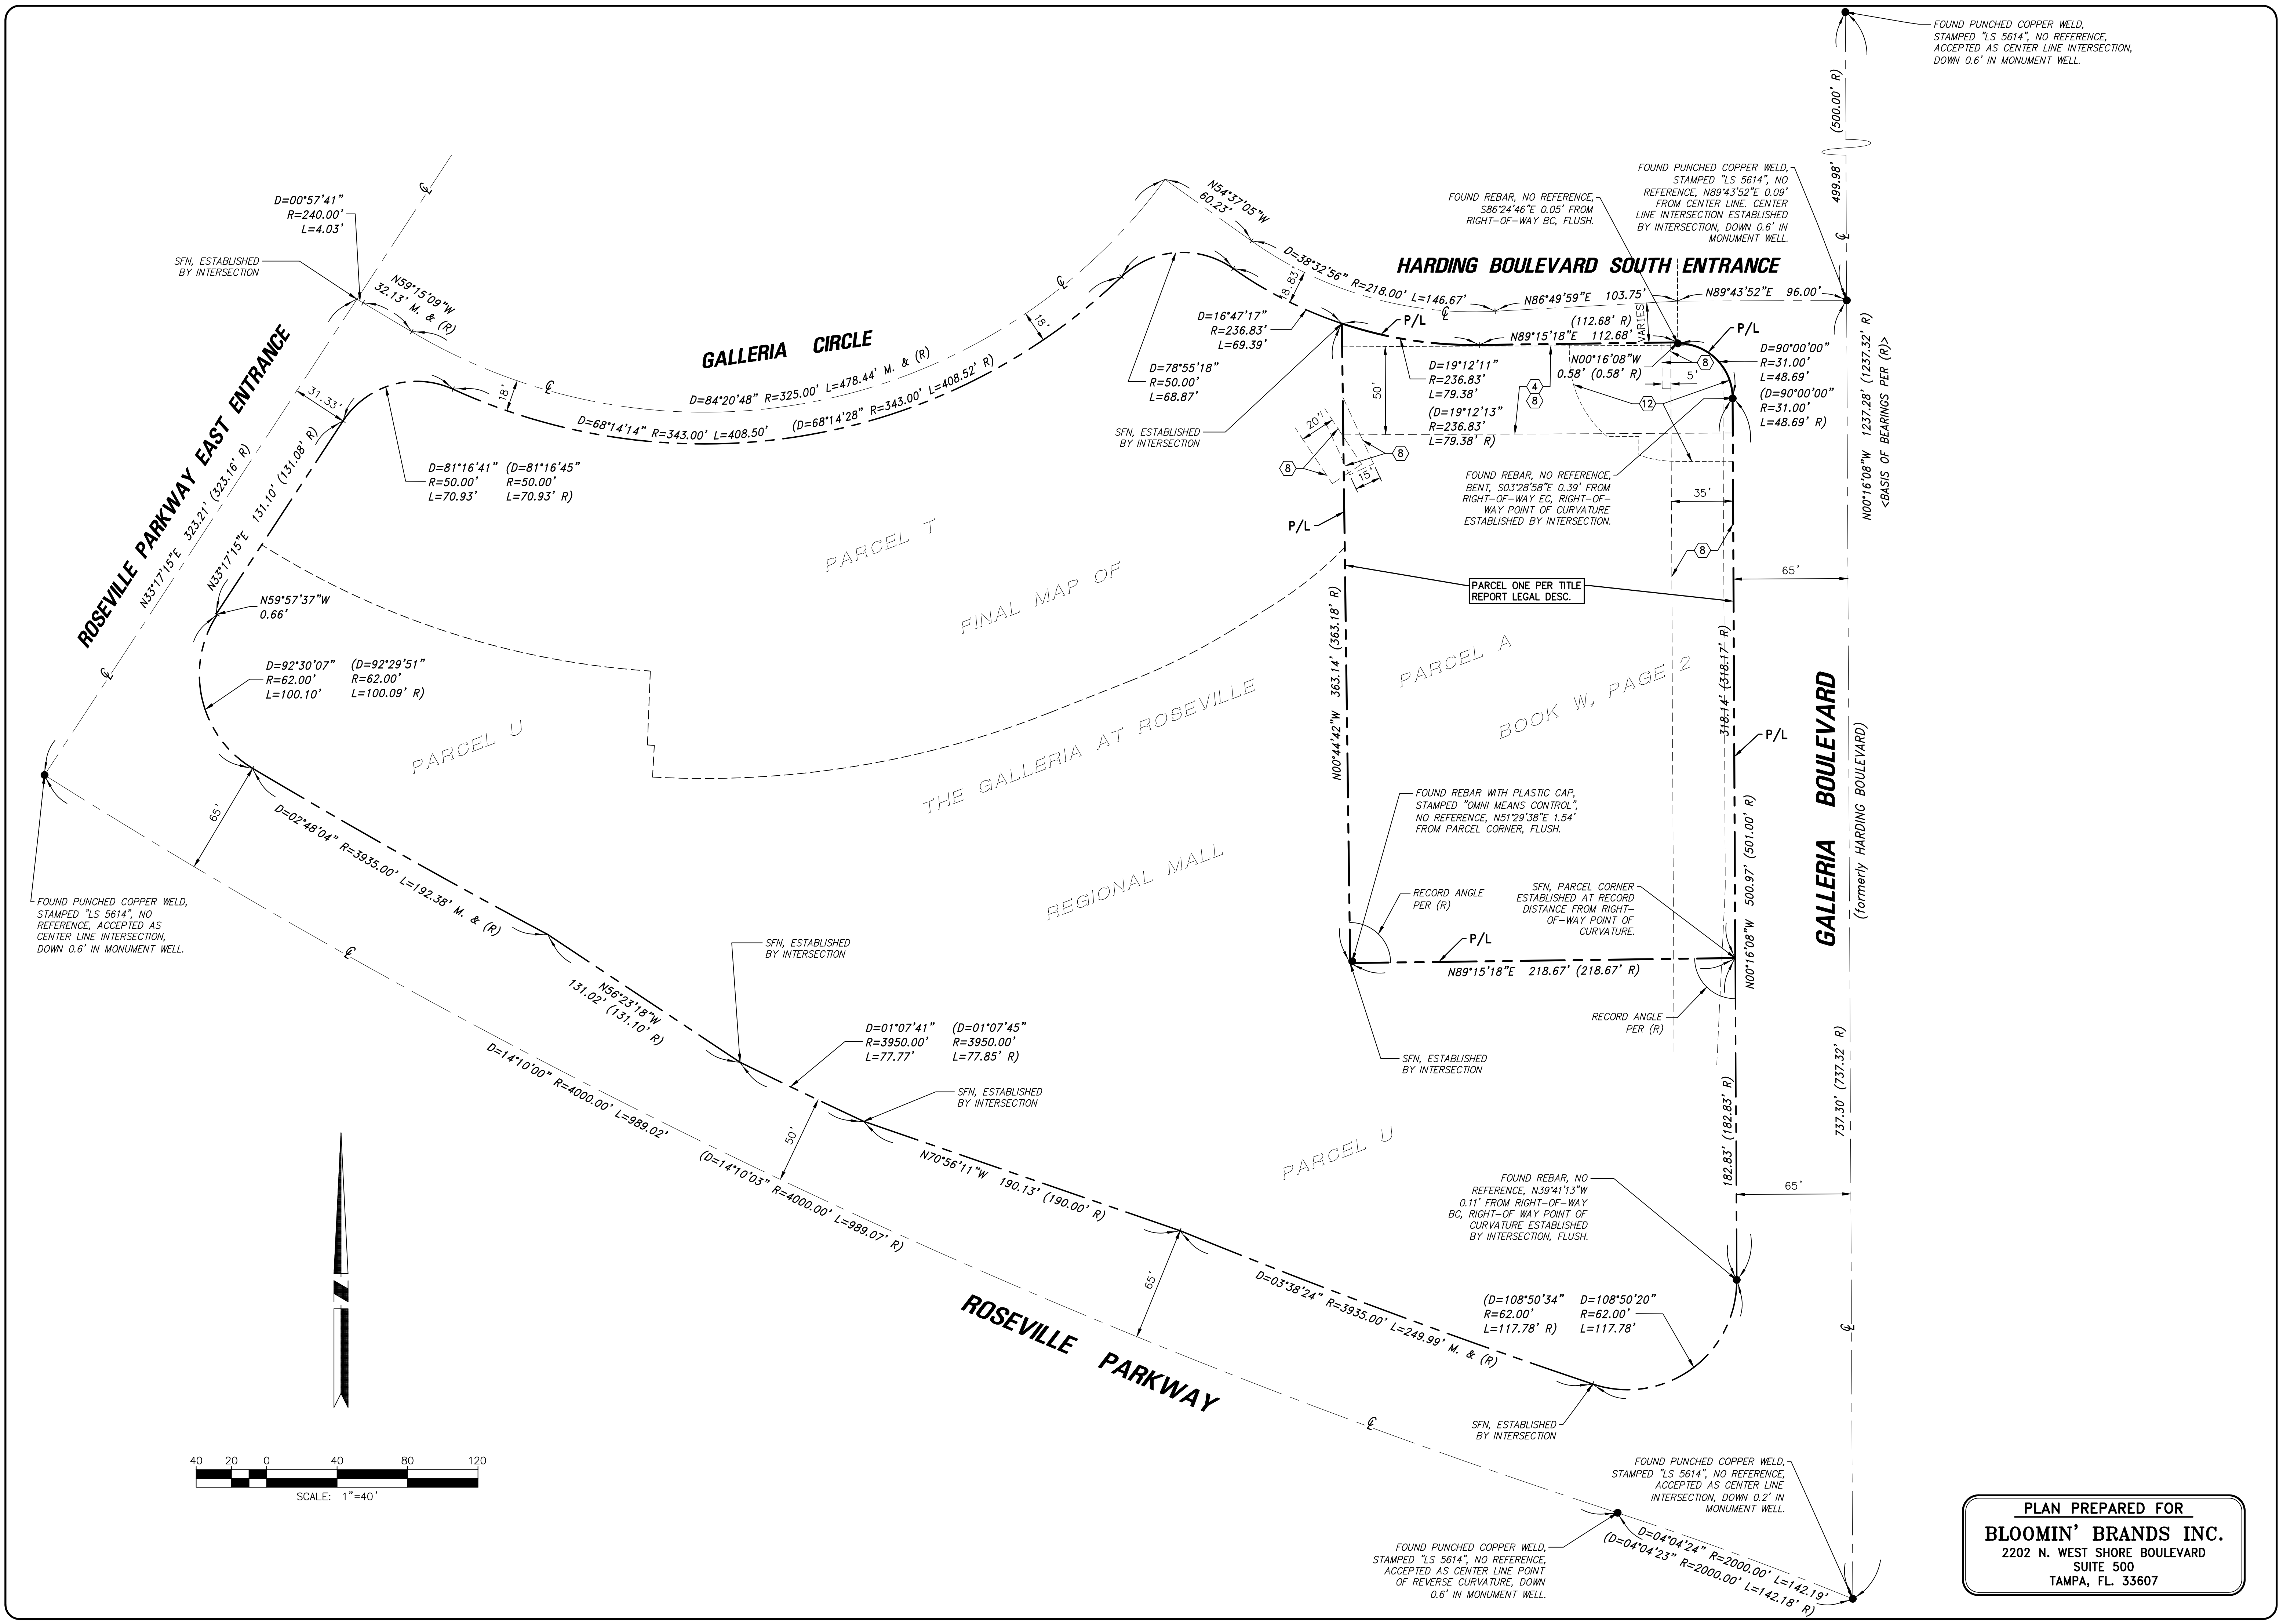 FOUND PUNCHED COPPER WELD,
STAMPED "LS 5614", NO REFERENCE,
ACCEPTED AS CENTER LINE INTERSECTION,
DOWN 0.6' IN MONUMENT WELL.
(500.00' R)
499.98'
FOUND PUNCHED COPPER WELD,
STAMPED "LS 5614", NO
REFERENCE, N89°43'52"E 0.09'
FROM CENTER LINE. CENTER
LINE INTERSECTION ESTABLISHED
BY INTERSECTION, DOWN 0.6' IN
MONUMENT WELL.
FOUND REBAR, NO REFERENCE,
S86°24'46"E 0.05' FROM
RIGHT-OF-WAY BC, FLUSH.
D=00°57'41"
R=240.00'
L=4.03'
SFN, ESTABLISHED
BY INTERSECTION
N59°15'09"W
32.13' M. & (R)
N54°37'05"W
60.23'
D=38°32'56" R=218.00' L=146.67'
HARDING BOULEVARD SOUTH ENTRANCE
N86°49'59"E 103.75'
N89°43'52"E 96.00'
18.83'
VARIES
(112.68' R)
N89°15'18"E 112.68'
P/L
P/L
D=16°47'17"
R=236.83'
L=69.39'
N00°16'08"W
0.58' (0.58' R)
8
5'
D=90°00'00"
R=31.00'
L=48.69'
(D=90°00'00"
R=31.00'
L=48.69' R)
N00°16'08"W 1237.28' (1237.32' R)
<BASIS OF BEARINGS PER (R)>
GALLERIA CIRCLE
18'
18'
D=84°20'48" R=325.00' L=478.44' M. & (R)
D=68°14'14" R=343.00' L=408.50' (D=68°14'28" R=343.00' L=408.52' R)
D=78°55'18"
R=50.00'
L=68.87'
D=19°12'11"
R=236.83'
L=79.38'
(D=19°12'13"
R=236.83'
L=79.38' R)
50'
4
8
12
SFN, ESTABLISHED
BY INTERSECTION
20'
8
8
15'
ROSEVILLE PARKWAY EAST ENTRANCE
31.33'
N33°17'15"E 323.21' (323.16' R)
N33°17'15"E 131.10' (131.08' R)
D=81°16'41" (D=81°16'45"
R=50.00' R=50.00'
L=70.93' L=70.93' R)
FOUND REBAR, NO REFERENCE,
BENT, S03°28'58"E 0.39' FROM
RIGHT-OF-WAY EC, RIGHT-OF-
WAY POINT OF CURVATURE
ESTABLISHED BY INTERSECTION.
35'
8
P/L
PARCEL T
FINAL MAP OF
65'
PARCEL ONE PER TITLE
REPORT LEGAL DESC.
N59°57'37"W
0.66'
D=92°30'07" (D=92°29'51"
R=62.00' R=62.00'
L=100.10' L=100.09' R)
N00°44'42"W 363.14' (363.18' R)
318.14' (318.17' R)
PARCEL A
BOOK W, PAGE 2
PARCEL U
THE GALLERIA AT ROSEVILLE
P/L
GALLERIA BOULEVARD
(formerly HARDING BOULEVARD)
65'
D=02°48'04" R=3935.00' L=192.38' M. & (R)
FOUND REBAR WITH PLASTIC CAP,
STAMPED "OMNI MEANS CONTROL",
NO REFERENCE, N51°29'38"E 1.54'
FROM PARCEL CORNER, FLUSH.
REGIONAL MALL
FOUND PUNCHED COPPER WELD,
STAMPED "LS 5614", NO
REFERENCE, ACCEPTED AS
CENTER LINE INTERSECTION,
DOWN 0.6' IN MONUMENT WELL.
RECORD ANGLE
PER (R)
SFN, PARCEL CORNER
ESTABLISHED AT RECORD
DISTANCE FROM RIGHT-
OF-WAY POINT OF
CURVATURE.
N00°16'08"W 500.97' (501.00' R)
SFN, ESTABLISHED
BY INTERSECTION
P/L
N89°15'18"E 218.67' (218.67' R)
N56°23'18"W
131.02' (131.10' R)
RECORD ANGLE
PER (R)
D=14°10'00" R=4000.00' L=989.02'
(D=14°10'03" R=4000.00' L=989.07' R)
D=01°07'41" (D=01°07'45"
R=3950.00' R=3950.00'
L=77.77' L=77.85' R)
SFN, ESTABLISHED
BY INTERSECTION
SFN, ESTABLISHED
BY INTERSECTION
50'
737.30' (737.32' R)
182.83' (182.83' R)
N70°56'11"W 190.13' (190.00' R)
PARCEL U
65'
FOUND REBAR, NO
REFERENCE, N39°41'13"W
0.11' FROM RIGHT-OF-WAY
BC, RIGHT-OF WAY POINT OF
CURVATURE ESTABLISHED
BY INTERSECTION, FLUSH.
65'
D=03°38'24" R=3935.00' L=249.99' M. & (R)
(D=108°50'34" D=108°50'20"
R=62.00' R=62.00'
L=117.78' R) L=117.78'
ROSEVILLE PARKWAY
SFN, ESTABLISHED
BY INTERSECTION
FOUND PUNCHED COPPER WELD,
STAMPED "LS 5614", NO REFERENCE,
ACCEPTED AS CENTER LINE
INTERSECTION, DOWN 0.2' IN
MONUMENT WELL.
40 20 0 40 80 120
SCALE: 1"=40'
FOUND PUNCHED COPPER WELD,
STAMPED "LS 5614", NO REFERENCE,
ACCEPTED AS CENTER LINE POINT
OF REVERSE CURVATURE, DOWN
0.6' IN MONUMENT WELL.
D=04°04'24" R=2000.00' L=142.19'
(D=04°04'23" R=2000.00' L=142.18' R)
PLAN PREPARED FOR
BLOOMIN' BRANDS INC.
2202 N. WEST SHORE BOULEVARD
SUITE 500
TAMPA, FL. 33607